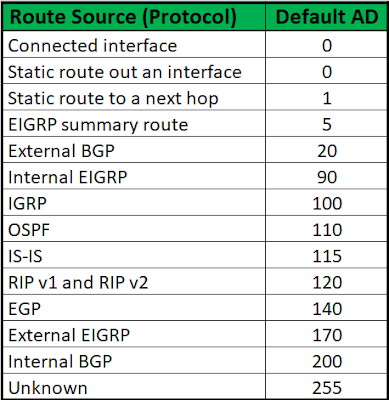 Route Source (Protocol) Default AD
Connected interface 0
Static route out an interface 0
Static route to a next hop 1
EIGRP summary route 5
External BGP 20
Internal EIGRP 90
IGRP 100
OSPF 110
IS-IS 115
RIP v1 and RIP v2 120
EGP 140
External EIGRP 170
Internal BGP 200
Unknown 255